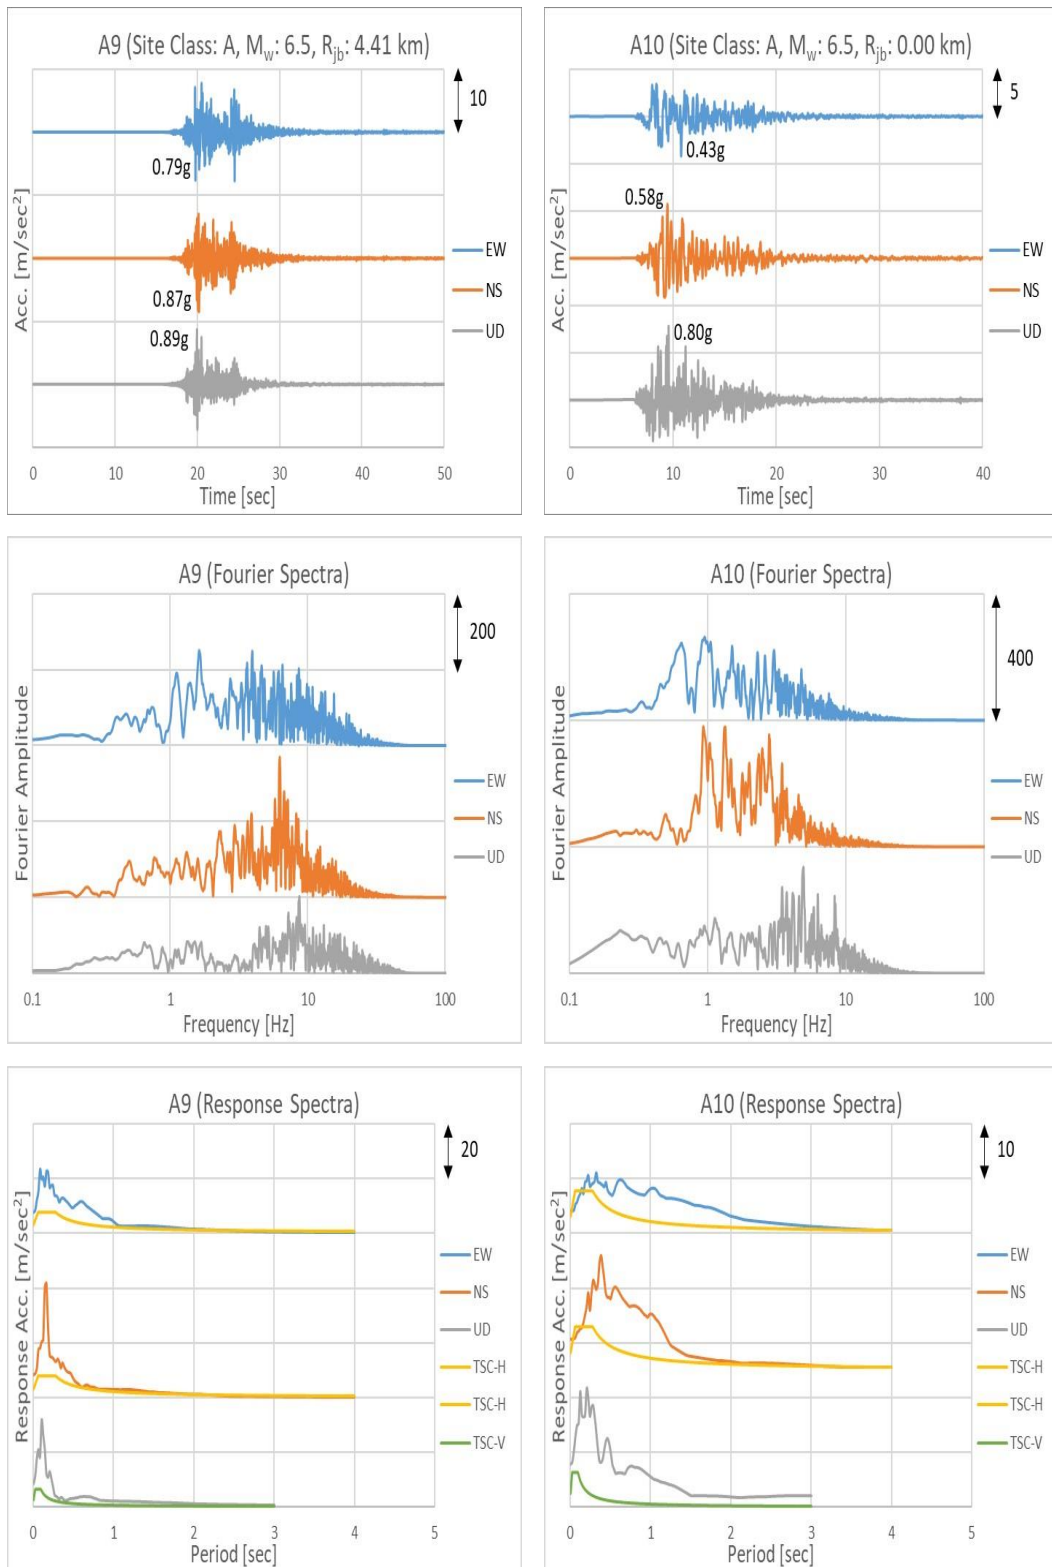 A9 (Site Class: A, Mw: 6.5, Rjb: 4.41 km)
10
0.79g
0.87g
0.89g
Acc. [m/sec²]
EW
NS
UD
0 10 20 30 40 50
Time [sec]
A10 (Site Class: A, Mw: 6.5, Rjb: 0.00 km)
5
0.43g
0.58g
0.80g
Acc. [m/sec²]
EW
NS
UD
0 10 20 30 40
Time [sec]
A9 (Fourier Spectra)
200
Fourier Amplitude
EW
NS
UD
0.1 1 10 100
Frequency [Hz]
A10 (Fourier Spectra)
400
Fourier Amplitude
EW
NS
UD
0.1 1 10 100
Frequency [Hz]
A9 (Response Spectra)
20
Response Acc. [m/sec²]
EW
NS
UD
TSC-H
TSC-H
TSC-V
0 1 2 3 4 5
Period [sec]
A10 (Response Spectra)
10
Response Acc. [m/sec²]
EW
NS
UD
TSC-H
TSC-H
TSC-V
0 1 2 3 4 5
Period [sec]